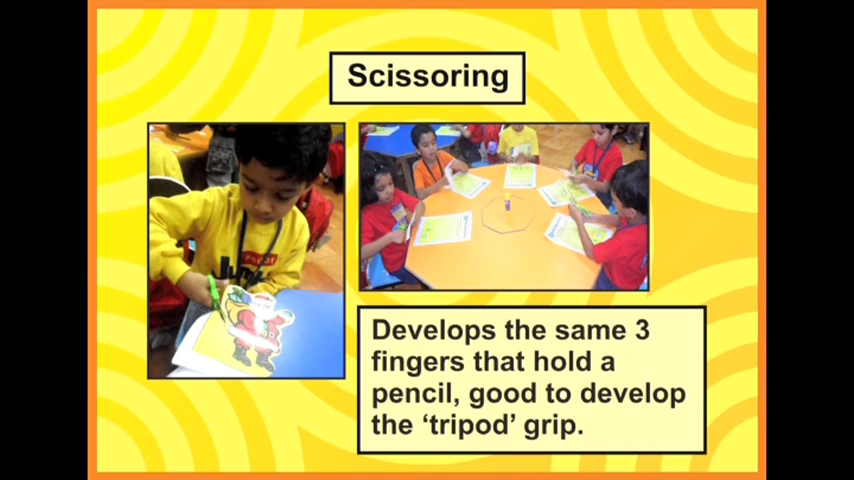 Scissoring
Develops the same 3
fingers that hold a
pencil, good to develop
the ‘tripod’ grip.